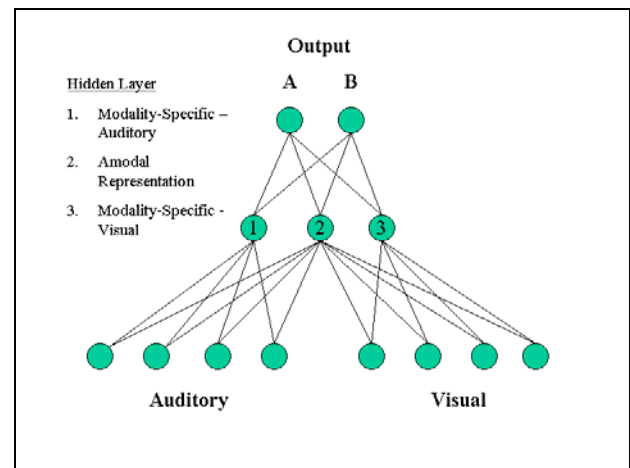 Output
Hidden Layer
A B
1. Modality-Specific –
Auditory
2. Amodal
Representation
3. Modality-Specific -
Visual
1 2 3
Auditory Visual